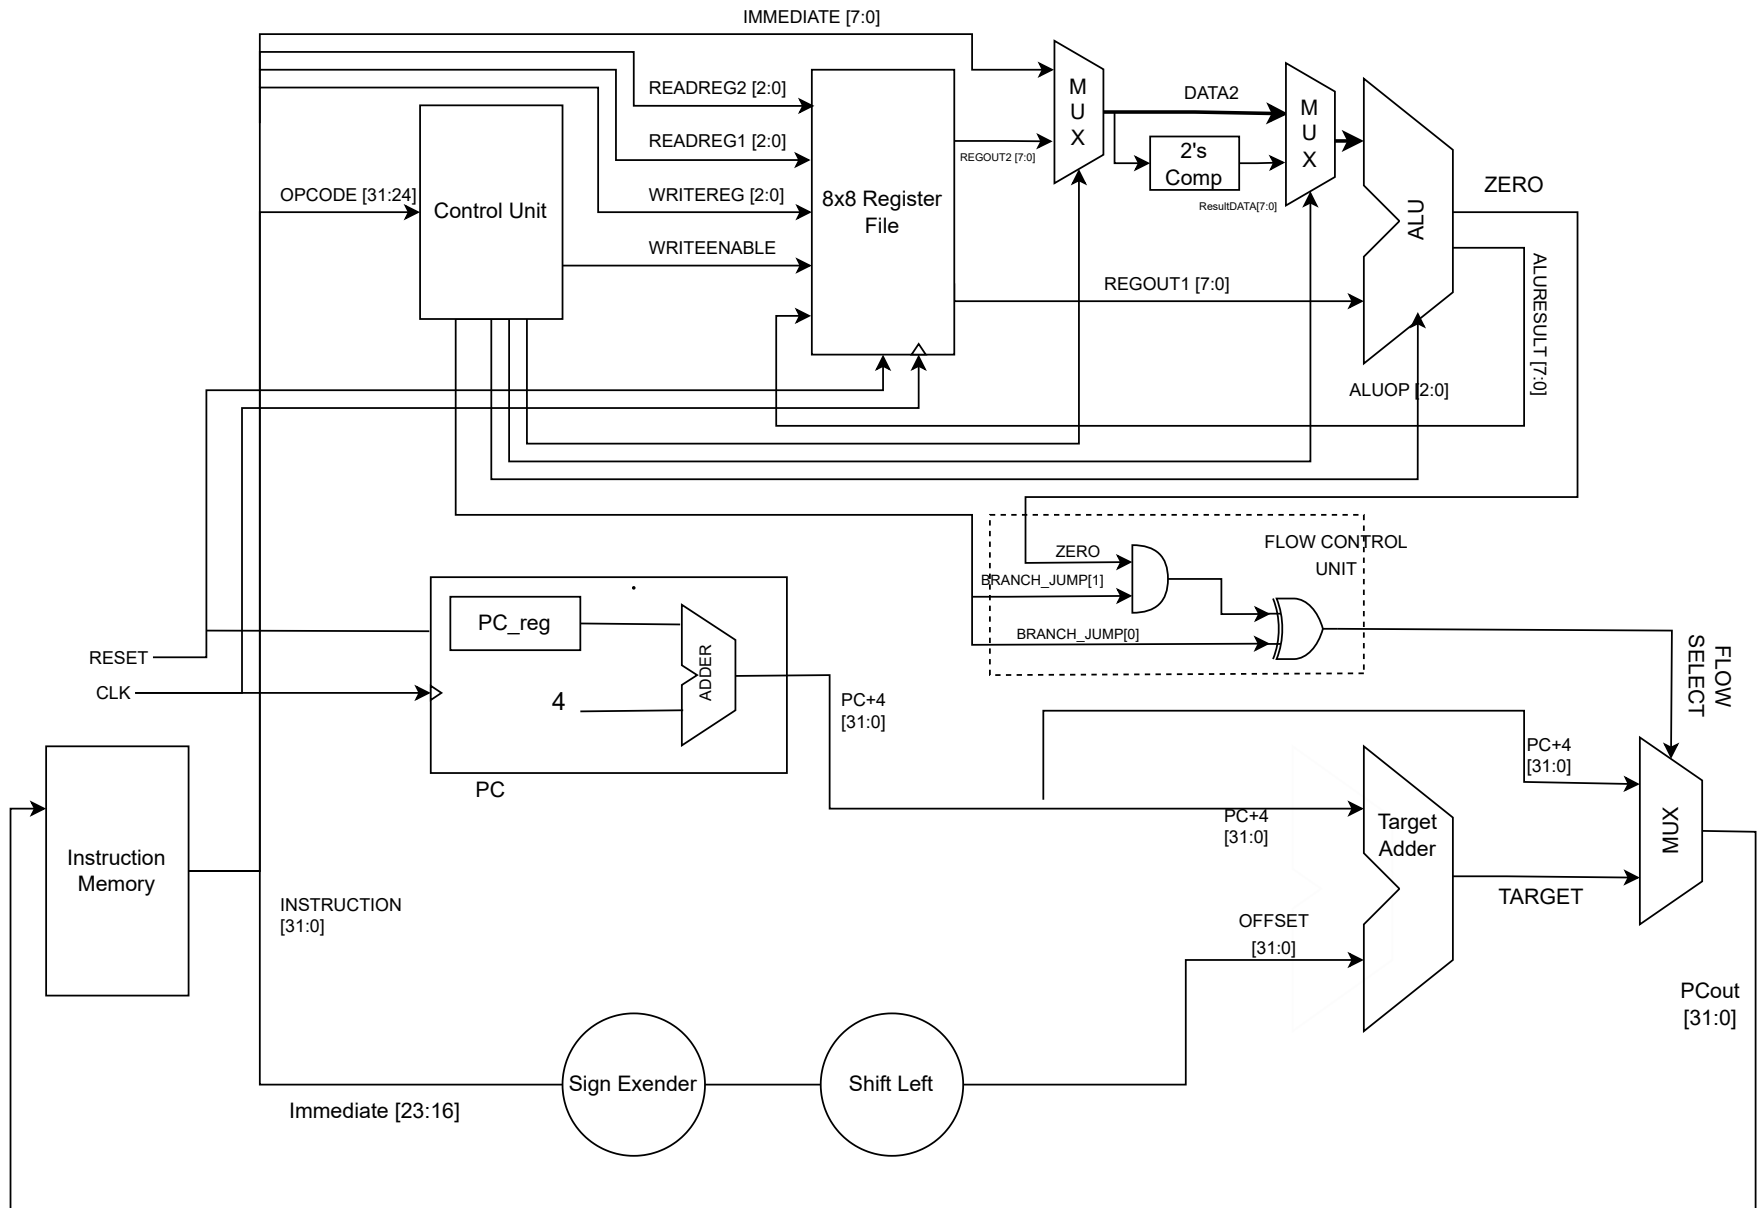 IMMEDIATE [7:0]
READREG2 [2:0]
READREG1 [2:0]
WRITEREG [2:0]
WRITEENABLE
OPCODE [31:24]
Control Unit
8x8 Register
File
REGOUT2 [7:0]
M
U
X
DATA2
2's
Comp
ResultDATA[7:0]
M
U
X
ALU
ZERO
REGOUT1 [7:0]
ALURESULT [7:0]
ALUOP [2:0]
FLOW CONTROL
UNIT
ZERO
BRANCH_JUMP[1]
BRANCH_JUMP[0]
FLOW
SELECT
PC_reg
4
ADDER
PC
RESET
CLK
PC+4
[31:0]
PC+4
[31:0]
PC+4
[31:0]
Target
Adder
MUX
TARGET
OFFSET
[31:0]
PCout
[31:0]
Instruction
Memory
INSTRUCTION
[31:0]
Sign Exender
Shift Left
Immediate [23:16]